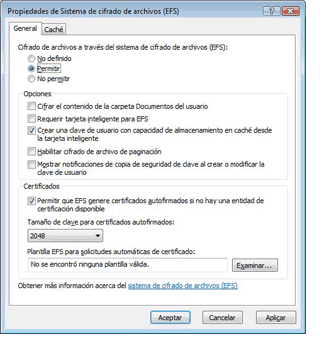 Propiedades de Sistema de cifrado de archivos (EFS)
General
Caché
Cifrado de archivos a través del sistema de cifrado de archivos (EFS):
No definido
Permitir
No permitir
Opciones
Cifrar el contenido de la carpeta Documentos del usuario
Requerir tarjeta inteligente para EFS
Crear una clave de usuario con capacidad de almacenamiento en caché desde
la tarjeta inteligente
Habilitar cifrado de archivo de paginación
Mostrar notificaciones de copia de seguridad de clave al crear o modificar la
clave de usuario
Certificados
Permitir que EFS genere certificados autofirmados si no hay una entidad de
certificación disponible
Tamaño de clave para certificados autofirmados:
2048
Plantilla EFS para solicitudes automáticas de certificado:
No se encontró ninguna plantilla válida.
Examinar...
Obtener más información acerca del sistema de cifrado de archivos (EFS)
Aceptar
Cancelar
Aplicar